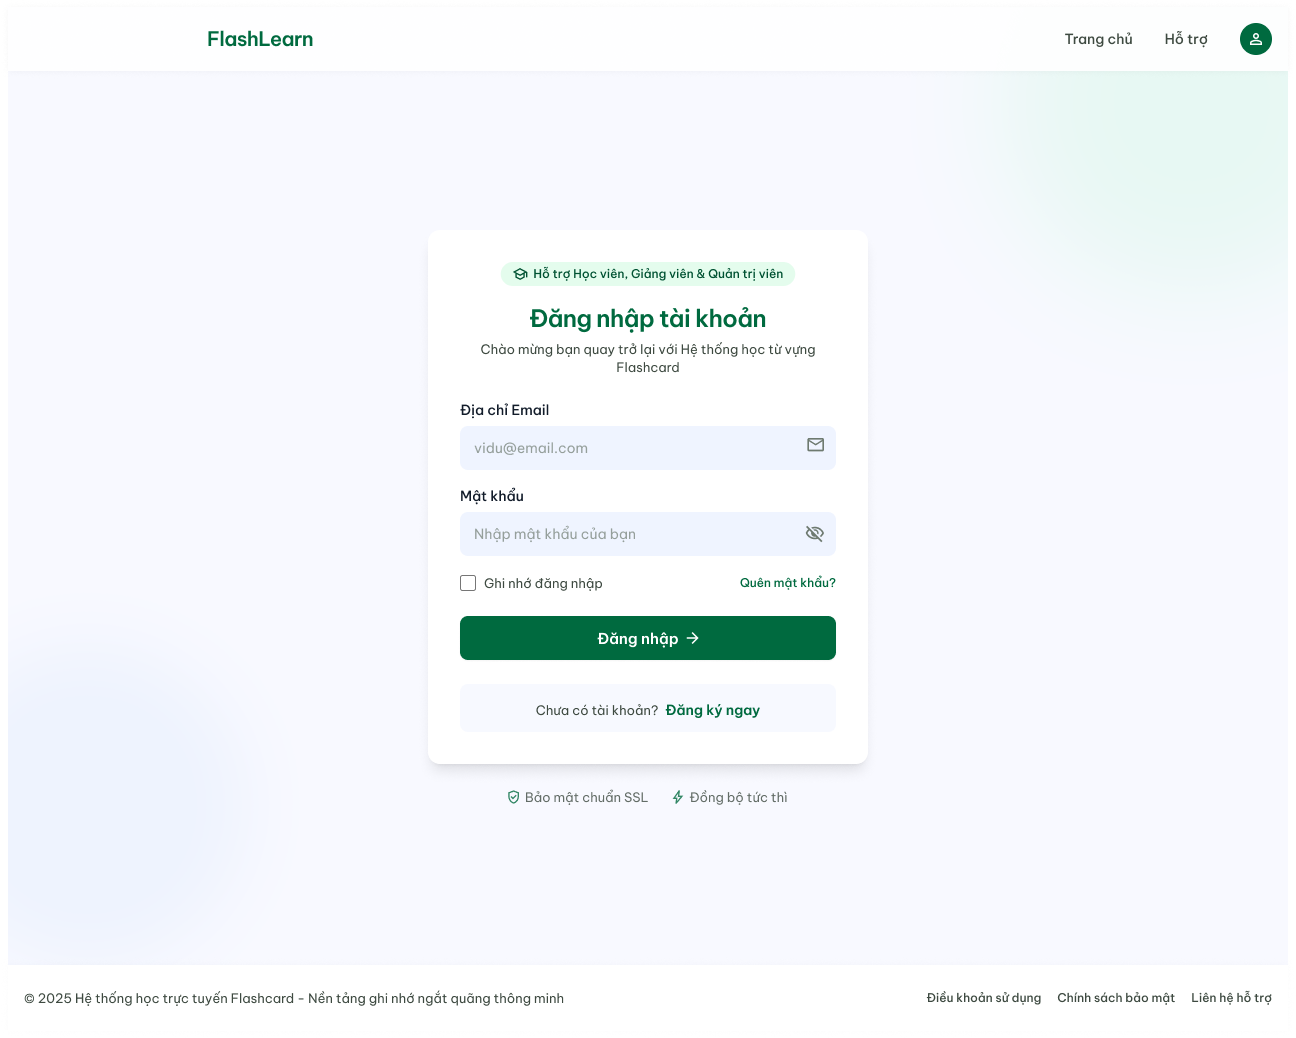 FlashLearn
Trang chủ
Hỗ trợ
Hỗ trợ Học viên, Giảng viên & Quản trị viên
Đăng nhập tài khoản
Chào mừng bạn quay trở lại với Hệ thống học từ vựng
Flashcard
Địa chỉ Email
vidu@email.com
Mật khẩu
Nhập mật khẩu của bạn
Ghi nhớ đăng nhập
Quên mật khẩu?
Đăng nhập
Chưa có tài khoản? Đăng ký ngay
Bảo mật chuẩn SSL
Đồng bộ tức thì
© 2025 Hệ thống học trực tuyến Flashcard - Nền tảng ghi nhớ ngắt quãng thông minh
Điều khoản sử dụng
Chính sách bảo mật
Liên hệ hỗ trợ